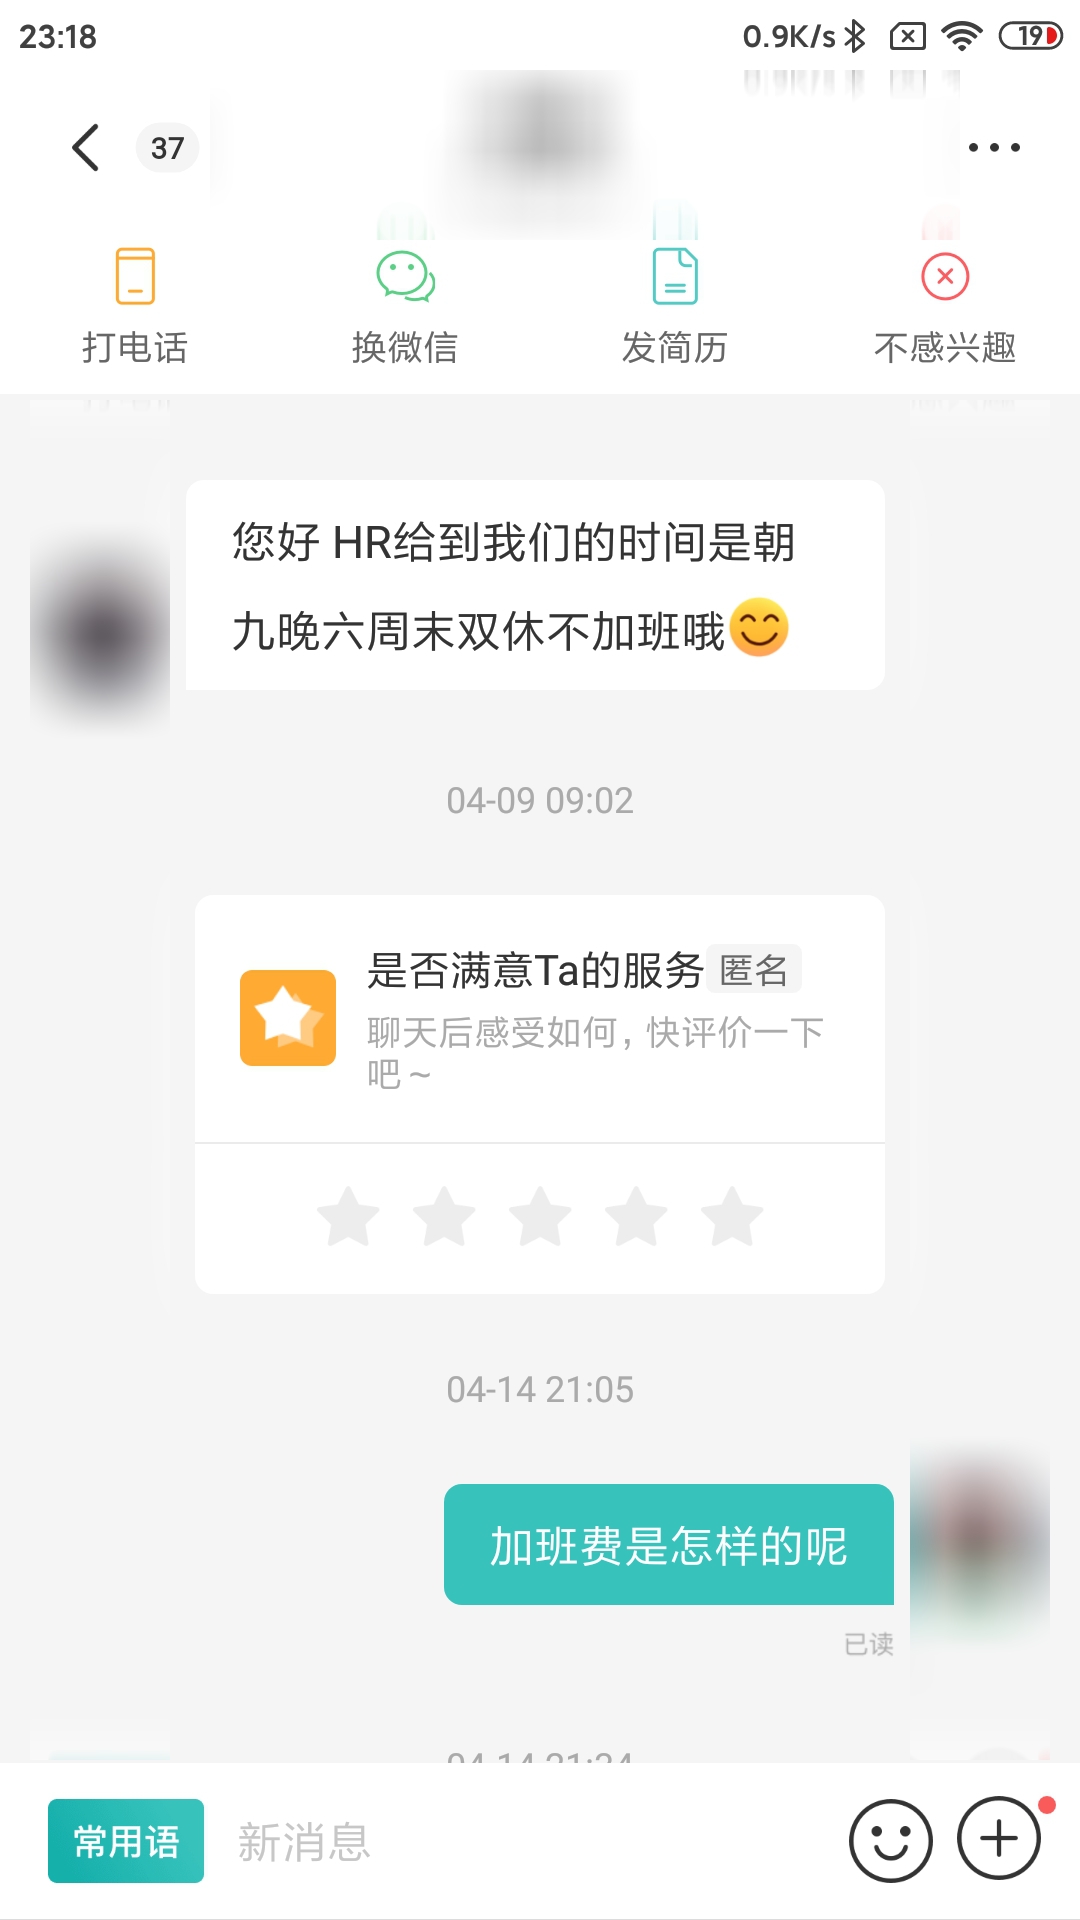 23:18
0.9K/s
19
37
打电话
换微信
发简历
不感兴趣
您好 HR给到我们的时间是朝
九晚六周末双休不加班哦😊
04-09 09:02
是否满意Ta的服务 匿名
聊天后感受如何，快评价一下
吧～
04-14 21:05
加班费是怎样的呢
已读
04-14 21:34
常用语
新消息